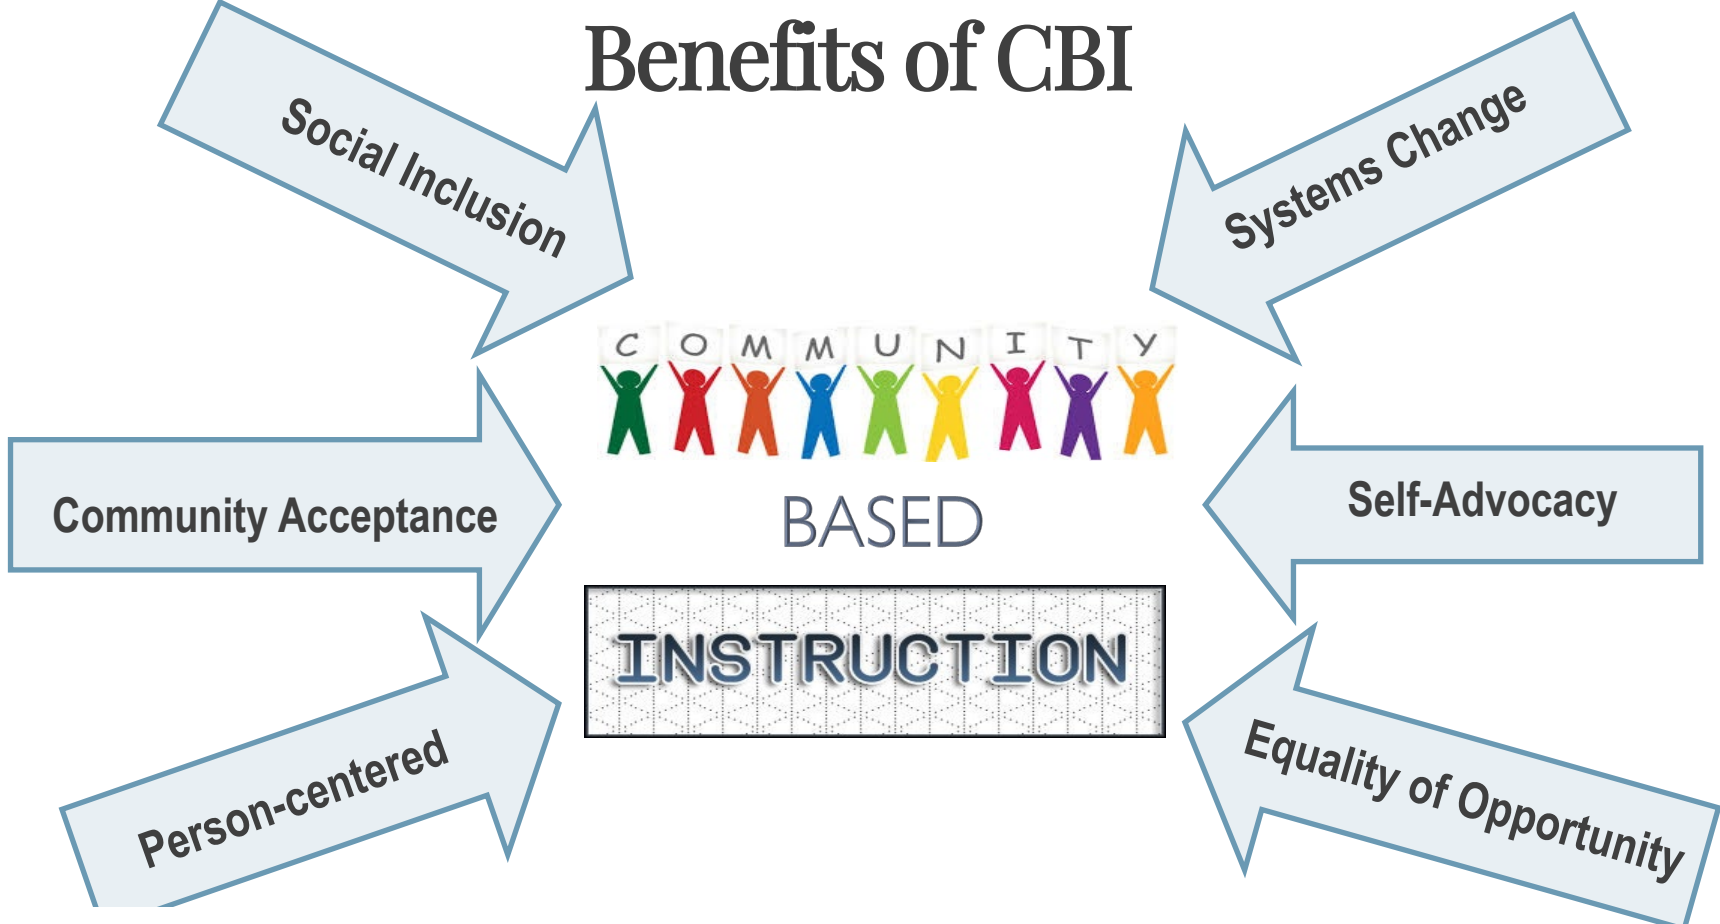 Benefits of CBI
Social Inclusion
Systems Change
COMMUNITY
Community Acceptance
BASED
Self-Advocacy
INSTRUCTION
Person-centered
Equality of Opportunity